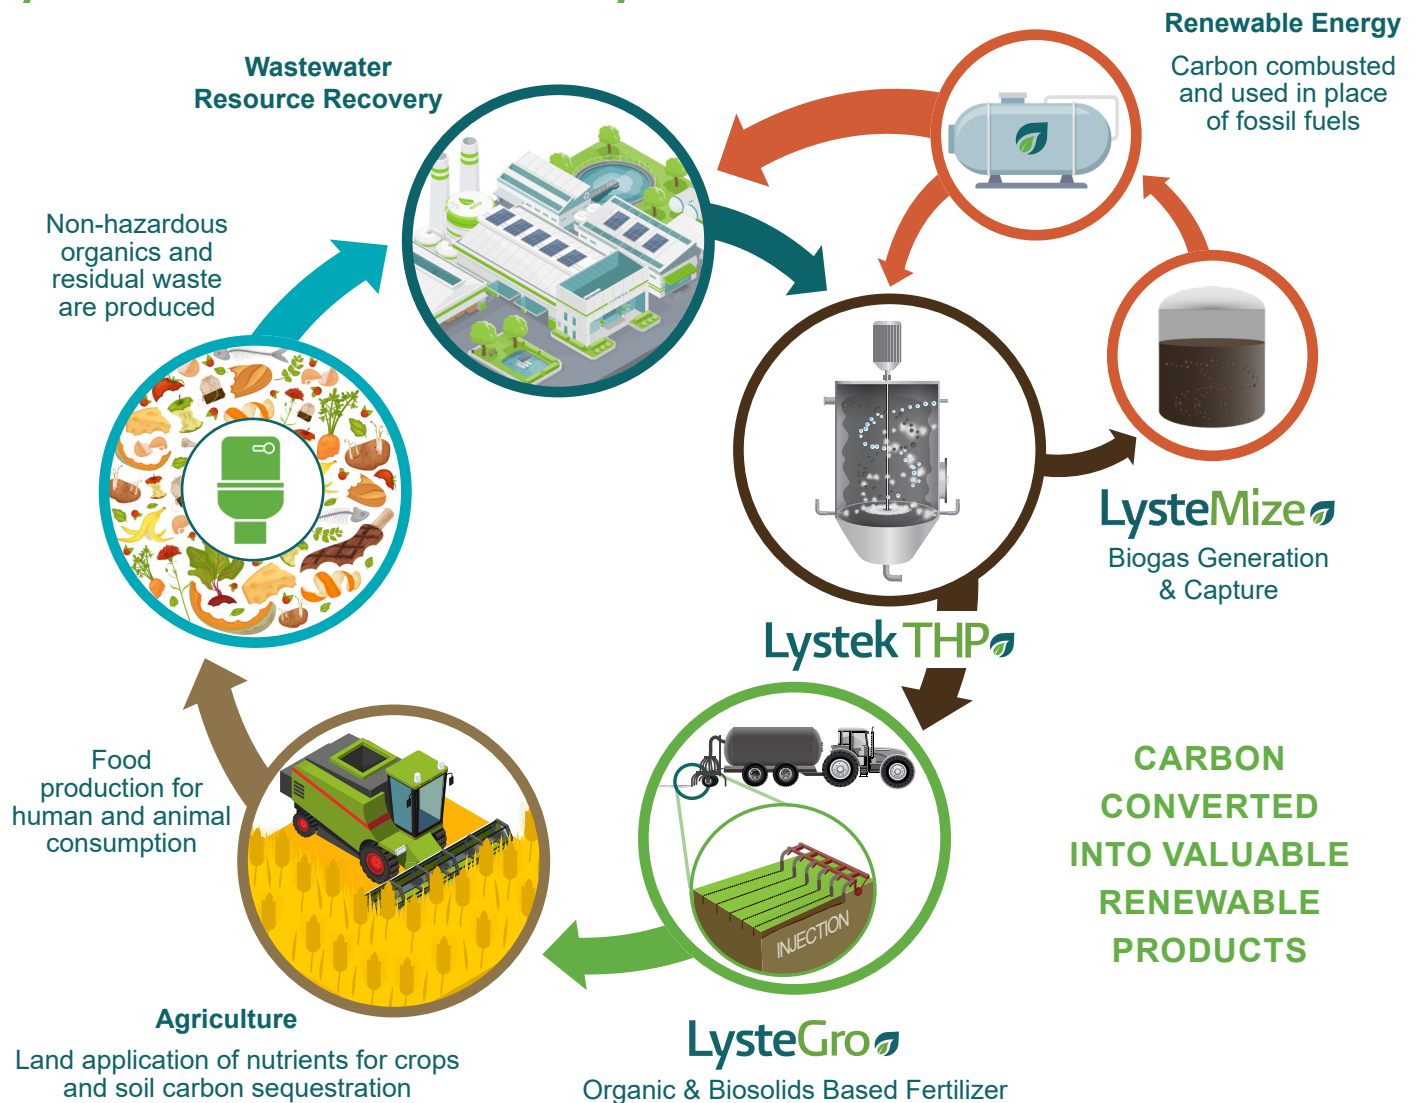 Renewable Energy
Carbon combusted
and used in place
of fossil fuels
Wastewater
Resource Recovery
Non-hazardous
organics and
residual waste
are produced
LysteMize
Biogas Generation
& Capture
Lystek THP
Food
production for
human and animal
consumption
CARBON
CONVERTED
INTO VALUABLE
RENEWABLE
PRODUCTS
INJECTION
Agriculture
Land application of nutrients for crops
and soil carbon sequestration
LysteGro
Organic & Biosolids Based Fertilizer